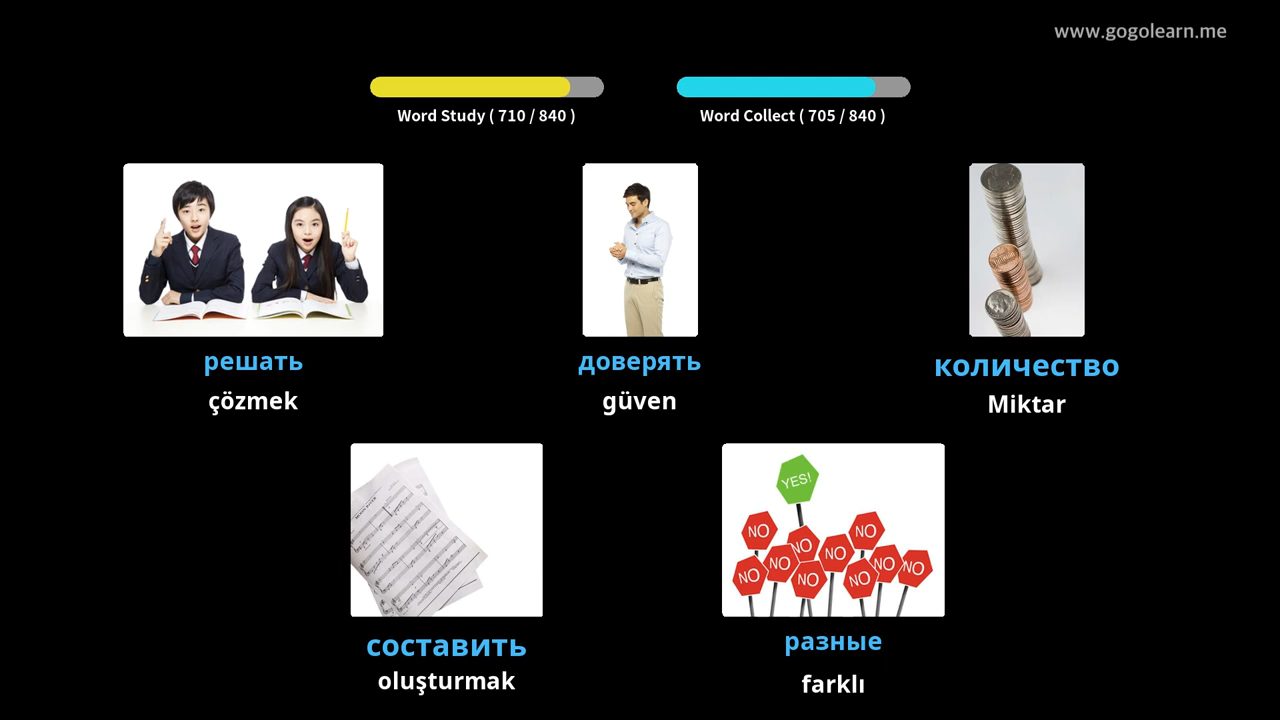 www.gogolearn.me
Word Study ( 710 / 840 )
Word Collect ( 705 / 840 )
решать
çözmek
доверять
güven
количество
Miktar
составить
oluşturmak
YES!
NO
NO
NO
NO
NO
NO
NO
NO
NO
NO
разные
farklı